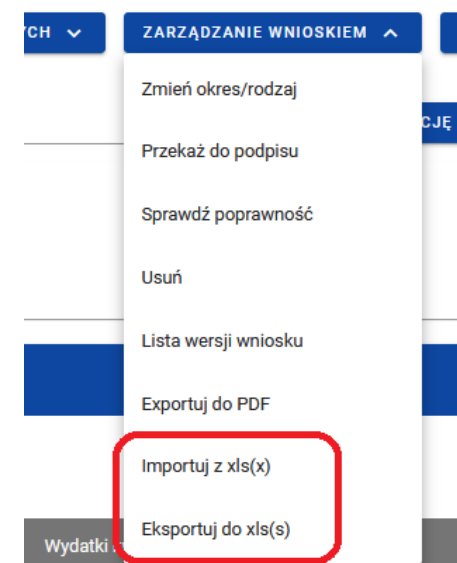 CH
ZARZĄDZANIE WNIOSKIEM
Zmień okres/rodzaj
CJĘ
Przekaż do podpisu
Sprawdź poprawność
Usuń
Lista wersji wniosku
Exportuj do PDF
Importuj z xls(x)
Eksportuj do xls(s)
Wydatki